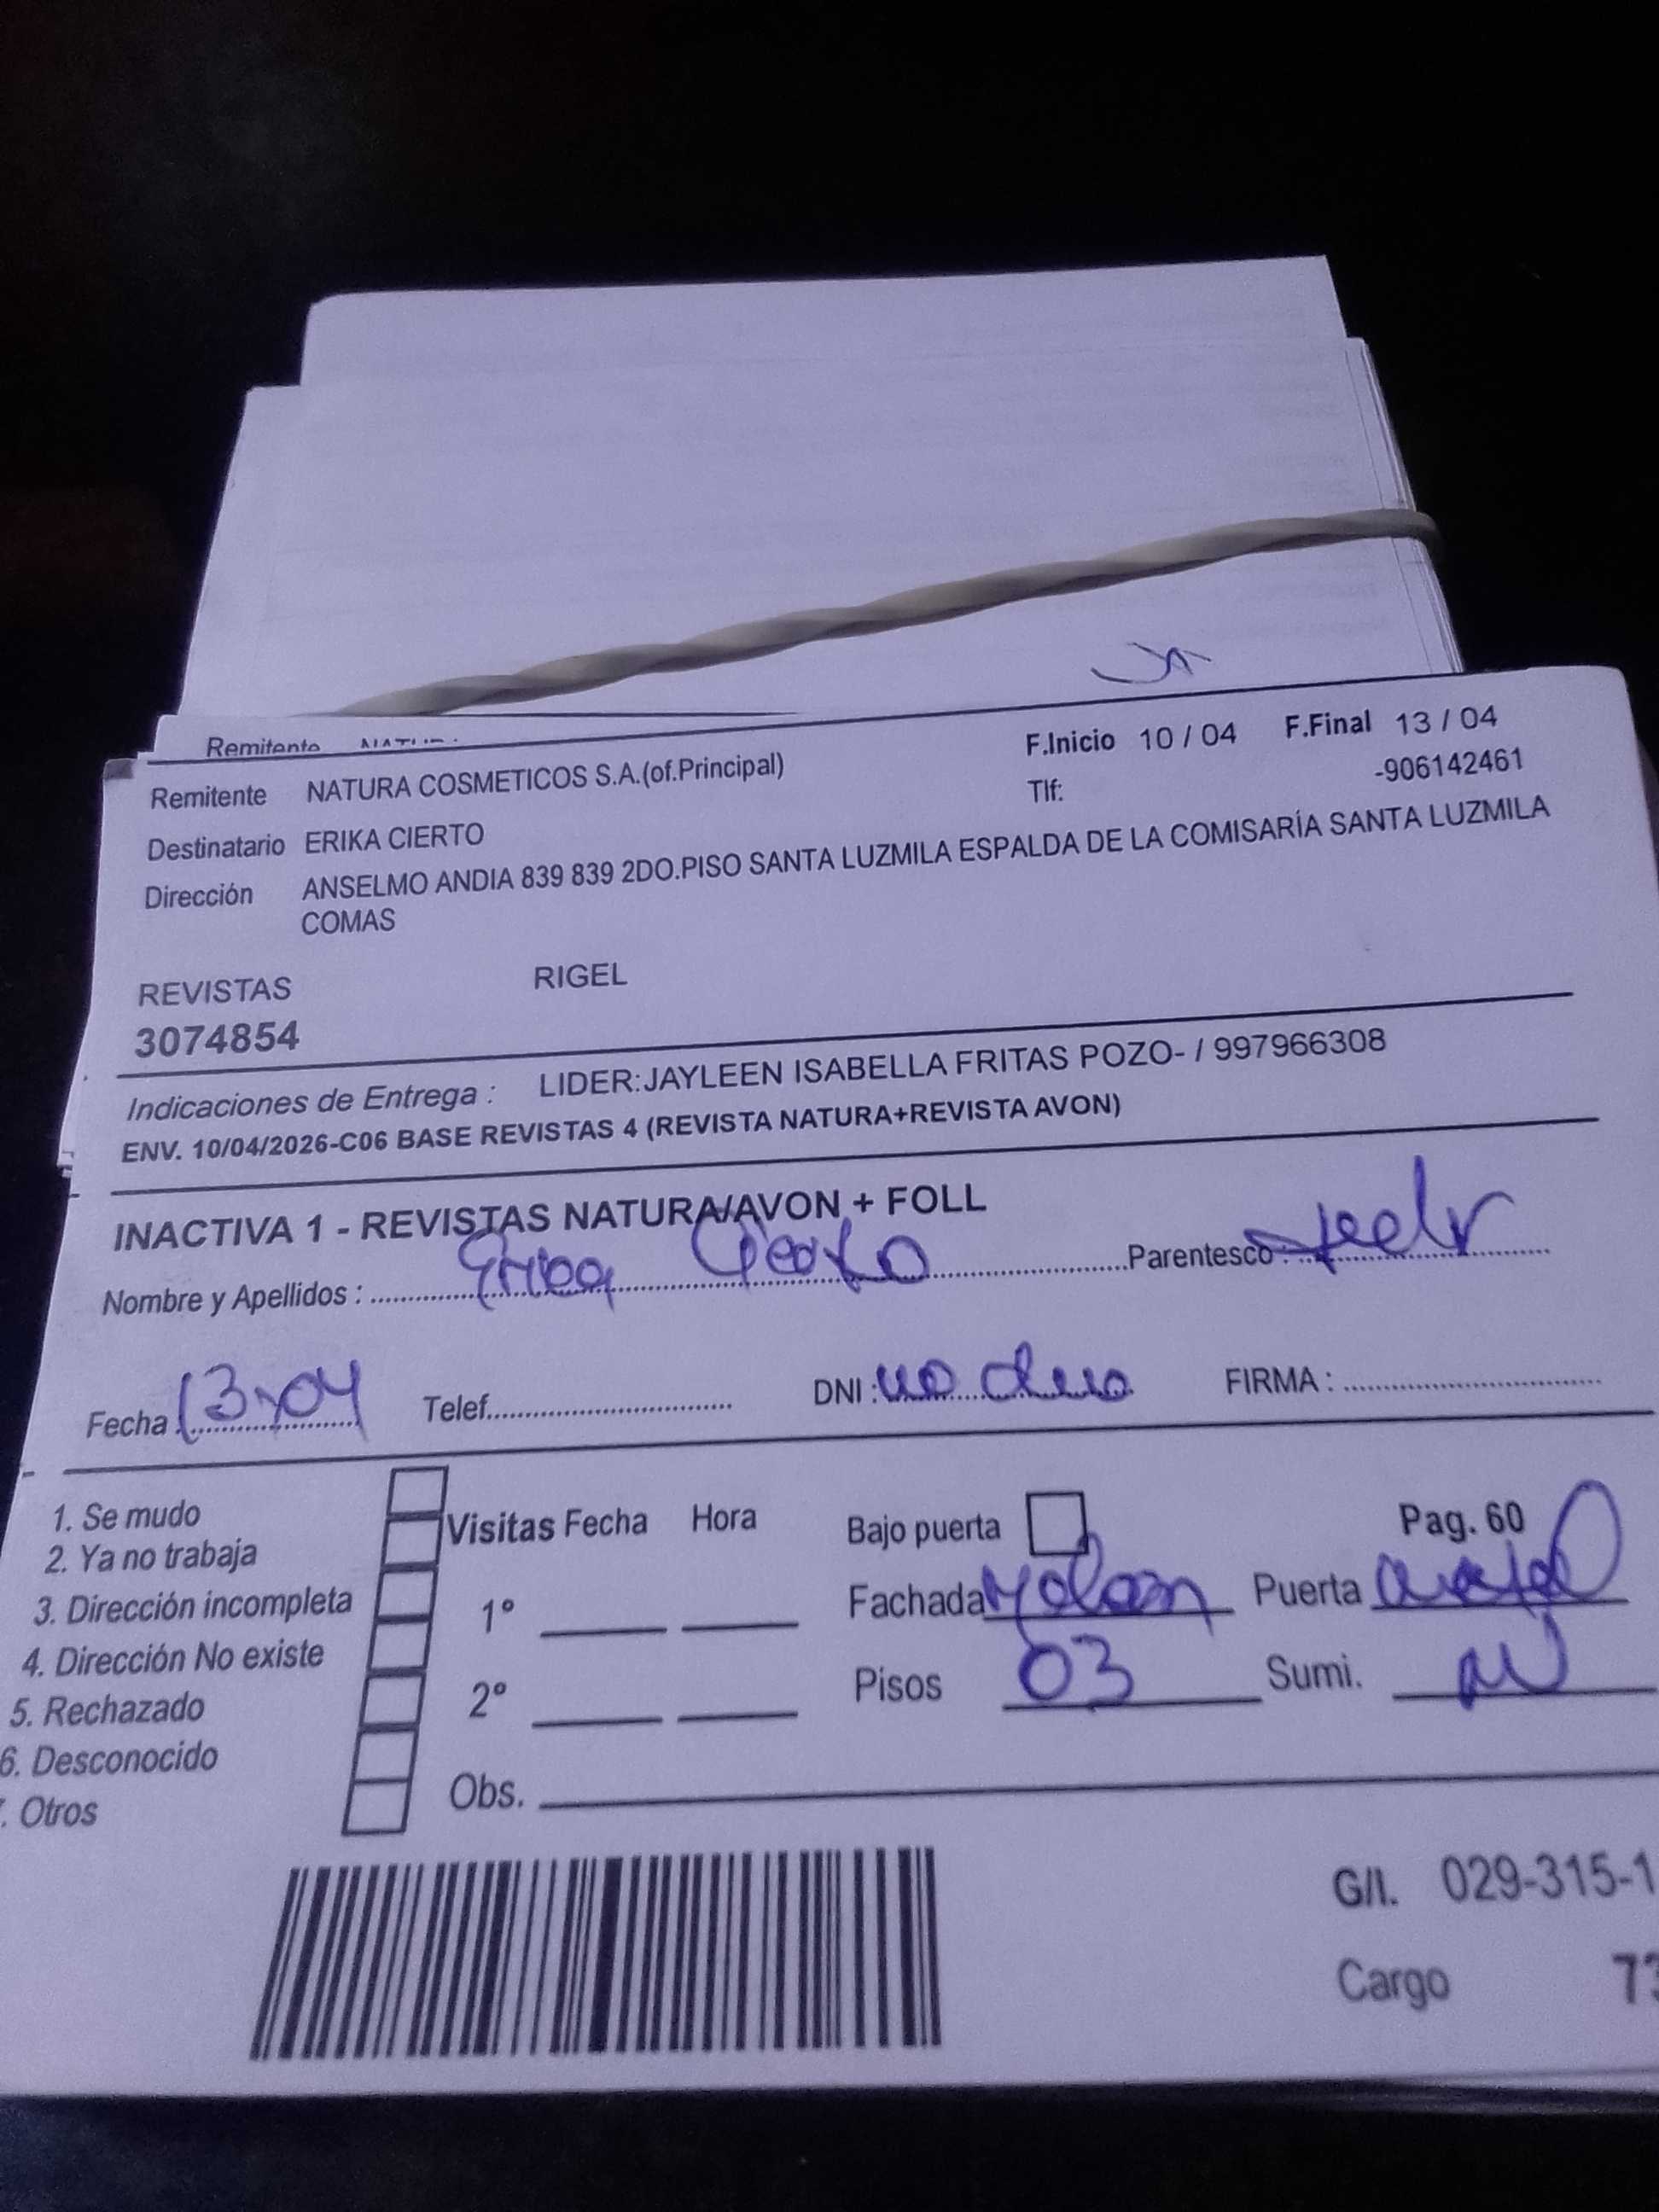 Remitente
Remitente NATURA COSMETICOS S.A.(of.Principal) F.Inicio 10 / 04 F.Final 13 / 04
Tlf: -906142461
Destinatario ERIKA CIERTO
Dirección ANSELMO ANDIA 839 839 2DO.PISO SANTA LUZMILA ESPALDA DE LA COMISARÍA SANTA LUZMILA
COMAS
REVISTAS RIGEL
3074854
Indicaciones de Entrega : LIDER:JAYLEEN ISABELLA FRITAS POZO- / 997966308
ENV. 10/04/2026-C06 BASE REVISTAS 4 (REVISTA NATURA+REVISTA AVON)
INACTIVA 1 - REVISTAS NATURA/AVON + FOLL
Nombre y Apellidos : Erica Cierto Parentesco :
Fecha 13-04 Telef. DNI : no FIRMA :
1. Se mudo
2. Ya no trabaja
3. Dirección incompleta
4. Dirección No existe
5. Rechazado
6. Desconocido
. Otros
Visitas Fecha Hora
1°
2°
Obs.
Bajo puerta Pag. 60
Fachada Puerta
Pisos 03 Sumi.
G/I. 029-315-1
Cargo 73